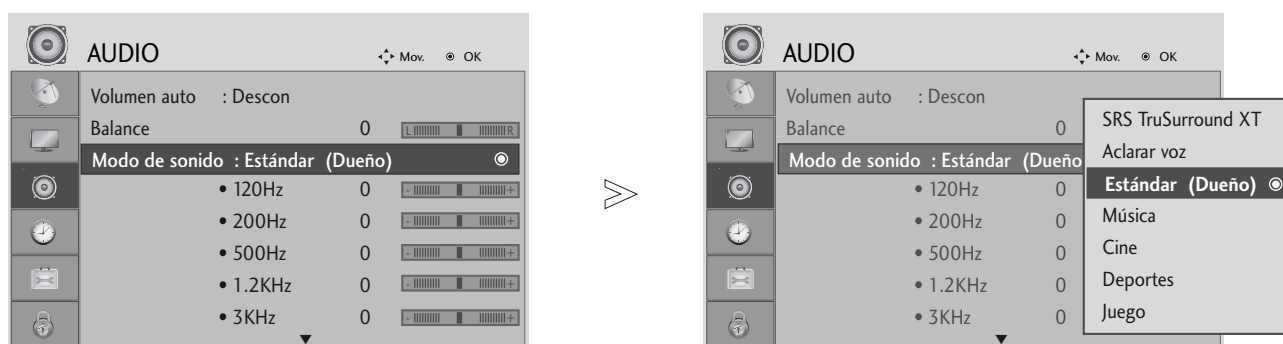 AUDIO
Mov. OK
Volumen auto : Descon
Balance 0 L R
Modo de sonido : Estándar (Dueño)
• 120Hz 0 - +
• 200Hz 0 - +
• 500Hz 0 - +
• 1.2KHz 0 - +
• 3KHz 0 - +
AUDIO
Mov. OK
Volumen auto : Descon
Balance 0
Modo de sonido : Estándar (Dueño
• 120Hz 0
• 200Hz 0
• 500Hz 0
• 1.2KHz 0
• 3KHz 0
SRS TruSurround XT
Aclarar voz
Estándar (Dueño)
Música
Cine
Deportes
Juego